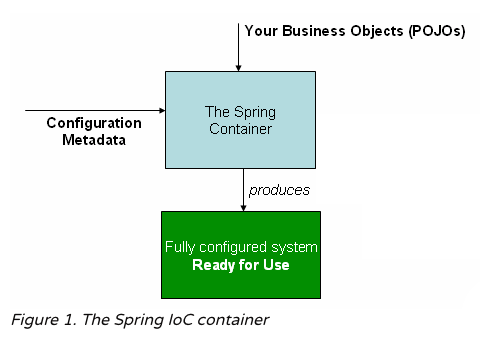 Your Business Objects (POJOs)
The Spring
Container
Configuration
Metadata
produces
Fully configured system
Ready for Use
Figure 1. The Spring IoC container